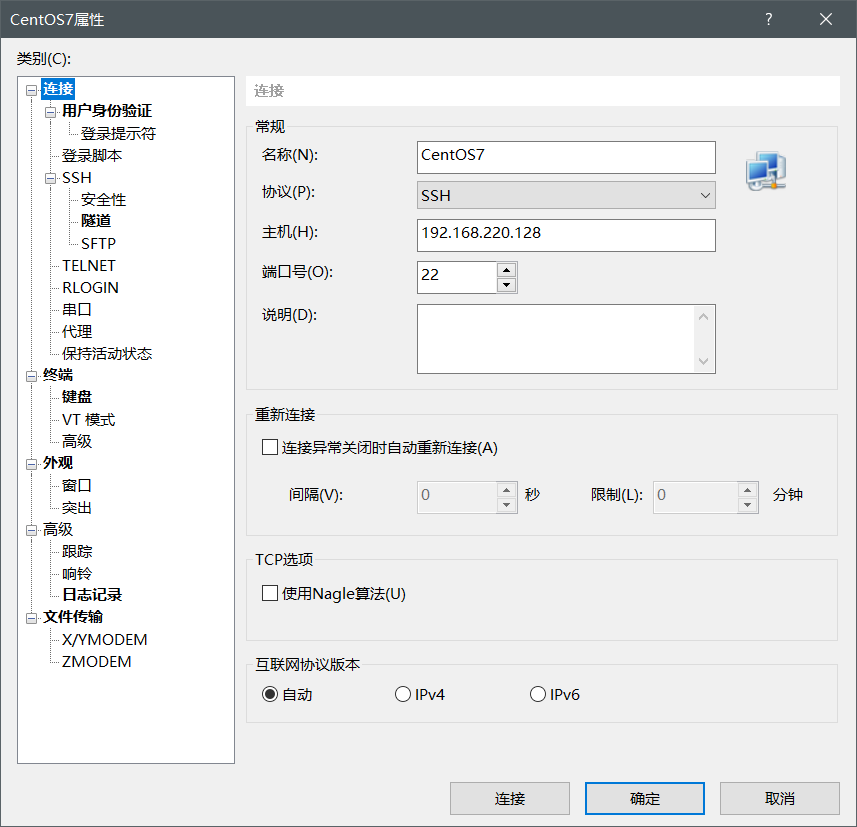 CentOS7属性
?
类别(C):
连接
用户身份验证
登录提示符
登录脚本
SSH
安全性
隧道
SFTP
TELNET
RLOGIN
串口
代理
保持活动状态
终端
键盘
VT 模式
高级
外观
窗口
突出
高级
跟踪
响铃
日志记录
文件传输
X/YMODEM
ZMODEM
连接
常规
名称(N): CentOS7
协议(P): SSH
主机(H): 192.168.220.128
端口号(O): 22
说明(D):
重新连接
连接异常关闭时自动重新连接(A)
间隔(V): 0 秒 限制(L): 0 分钟
TCP选项
使用Nagle算法(U)
互联网协议版本
自动 IPv4 IPv6
连接 确定 取消